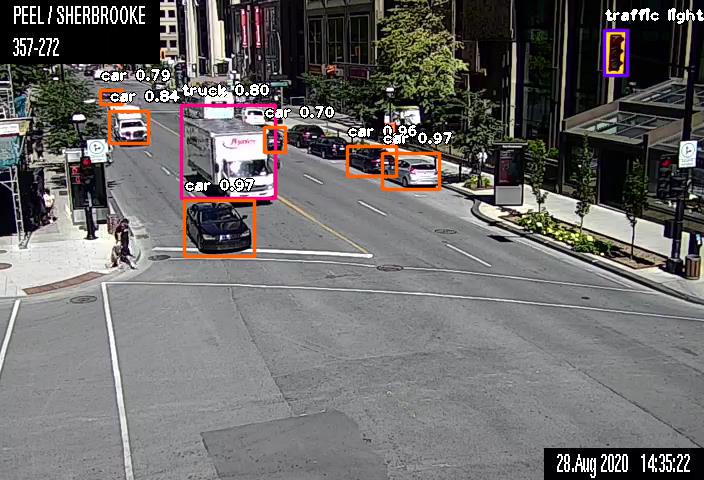 PEEL / SHERBROOKE
357-272
traffic light
car 0.79
car 0.84
truck 0.80
car 0.70
car 0.96
car 0.97
car 0.97
28.Aug 2020 14:35:22